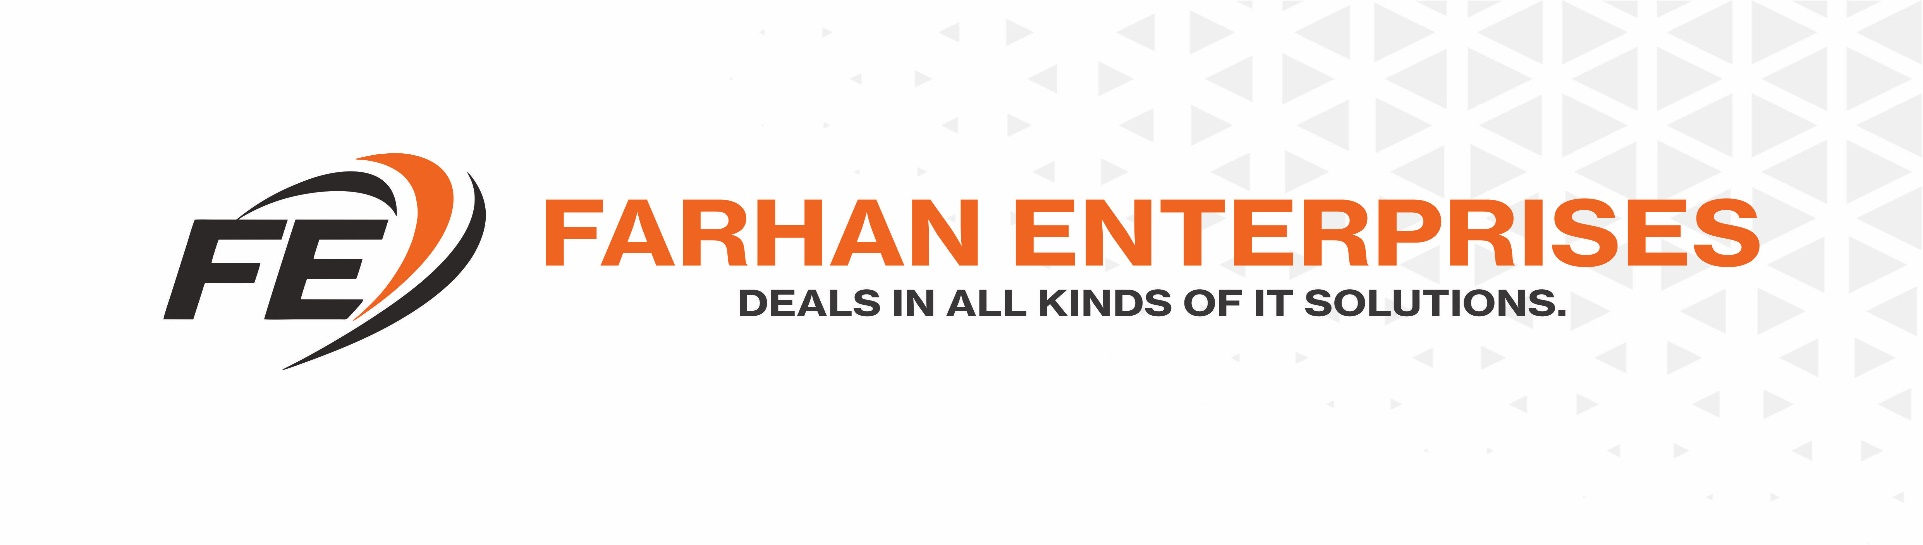 FE
FARHAN ENTERPRISES
DEALS IN ALL KINDS OF IT SOLUTIONS.